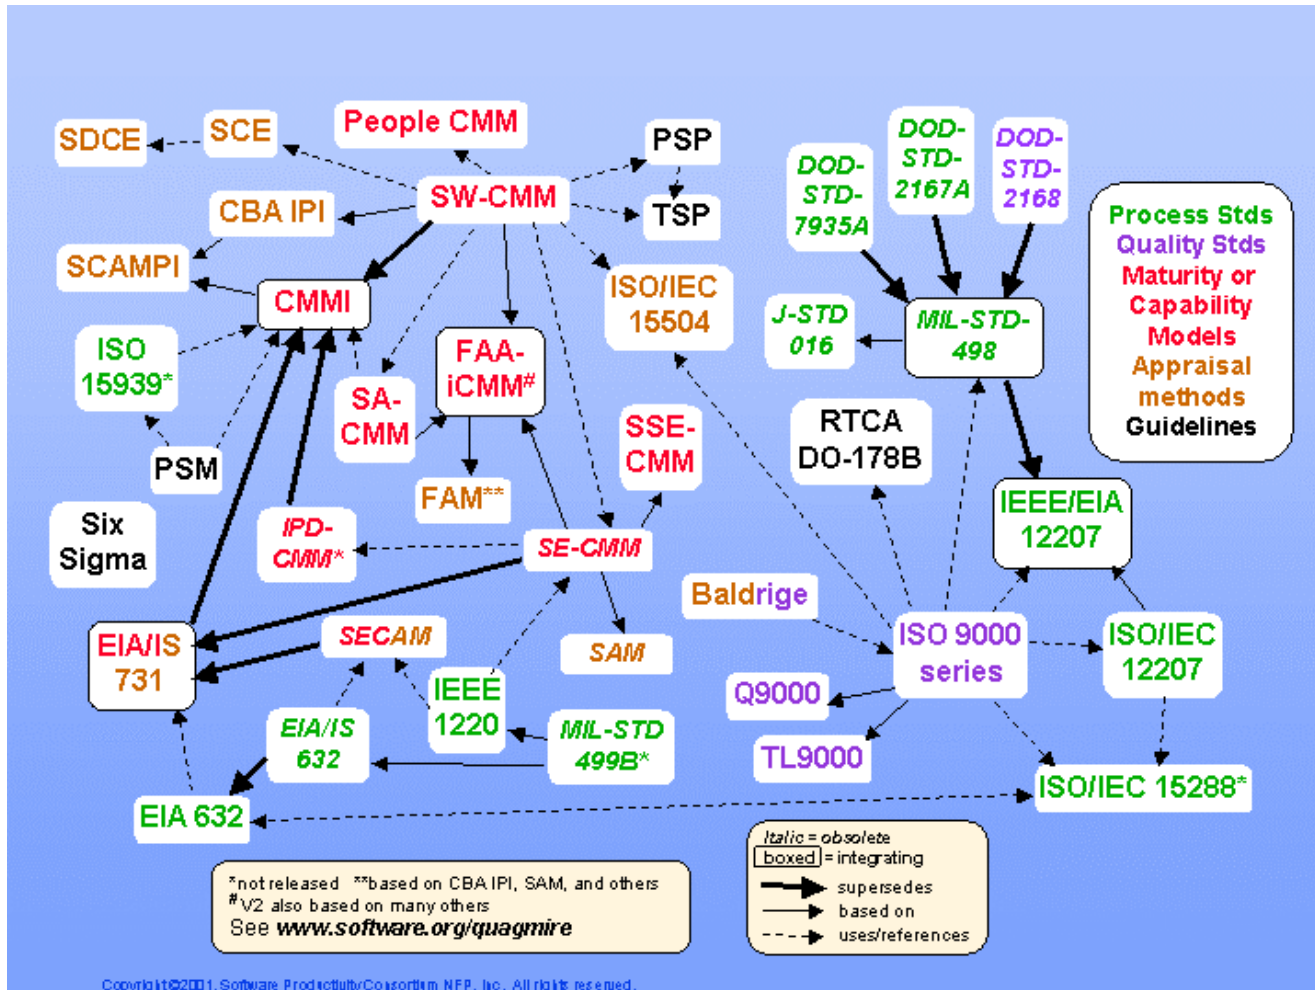 People CMM
SDCE
SCE
PSP
DOD-
STD-
7935A
DOD-
STD-
2167A
DOD-
STD-
2168
SW-CMM
TSP
CBA IPI
SCAMPI
CMMI
ISO/IEC
15504
J-STD
016
MIL-STD-
498
Process Stds
Quality Stds
Maturity or
Capability
Models
Appraisal
methods
Guidelines
ISO
15939*
FAA-
iCMM#
SA-
CMM
SSE-
CMM
RTCA
DO-178B
PSM
FAM**
IEEE/EIA
12207
Six
Sigma
IPD-
CMM*
SE-CMM
Baldrige
EIA/IS
731
SECAM
SAM
ISO 9000
series
ISO/IEC
12207
IEEE
1220
Q9000
EIA/IS
632
MIL-STD
499B*
TL9000
ISO/IEC 15288*
EIA 632
*not released **based on CBA IPI, SAM, and others
#V2 also based on many others
See www.software.org/quagmire
Italic = obsolete
boxed = integrating
supersedes
based on
uses/references
Copyright©2001, Software Productivity Consortium NFP, Inc. All rights reserved.